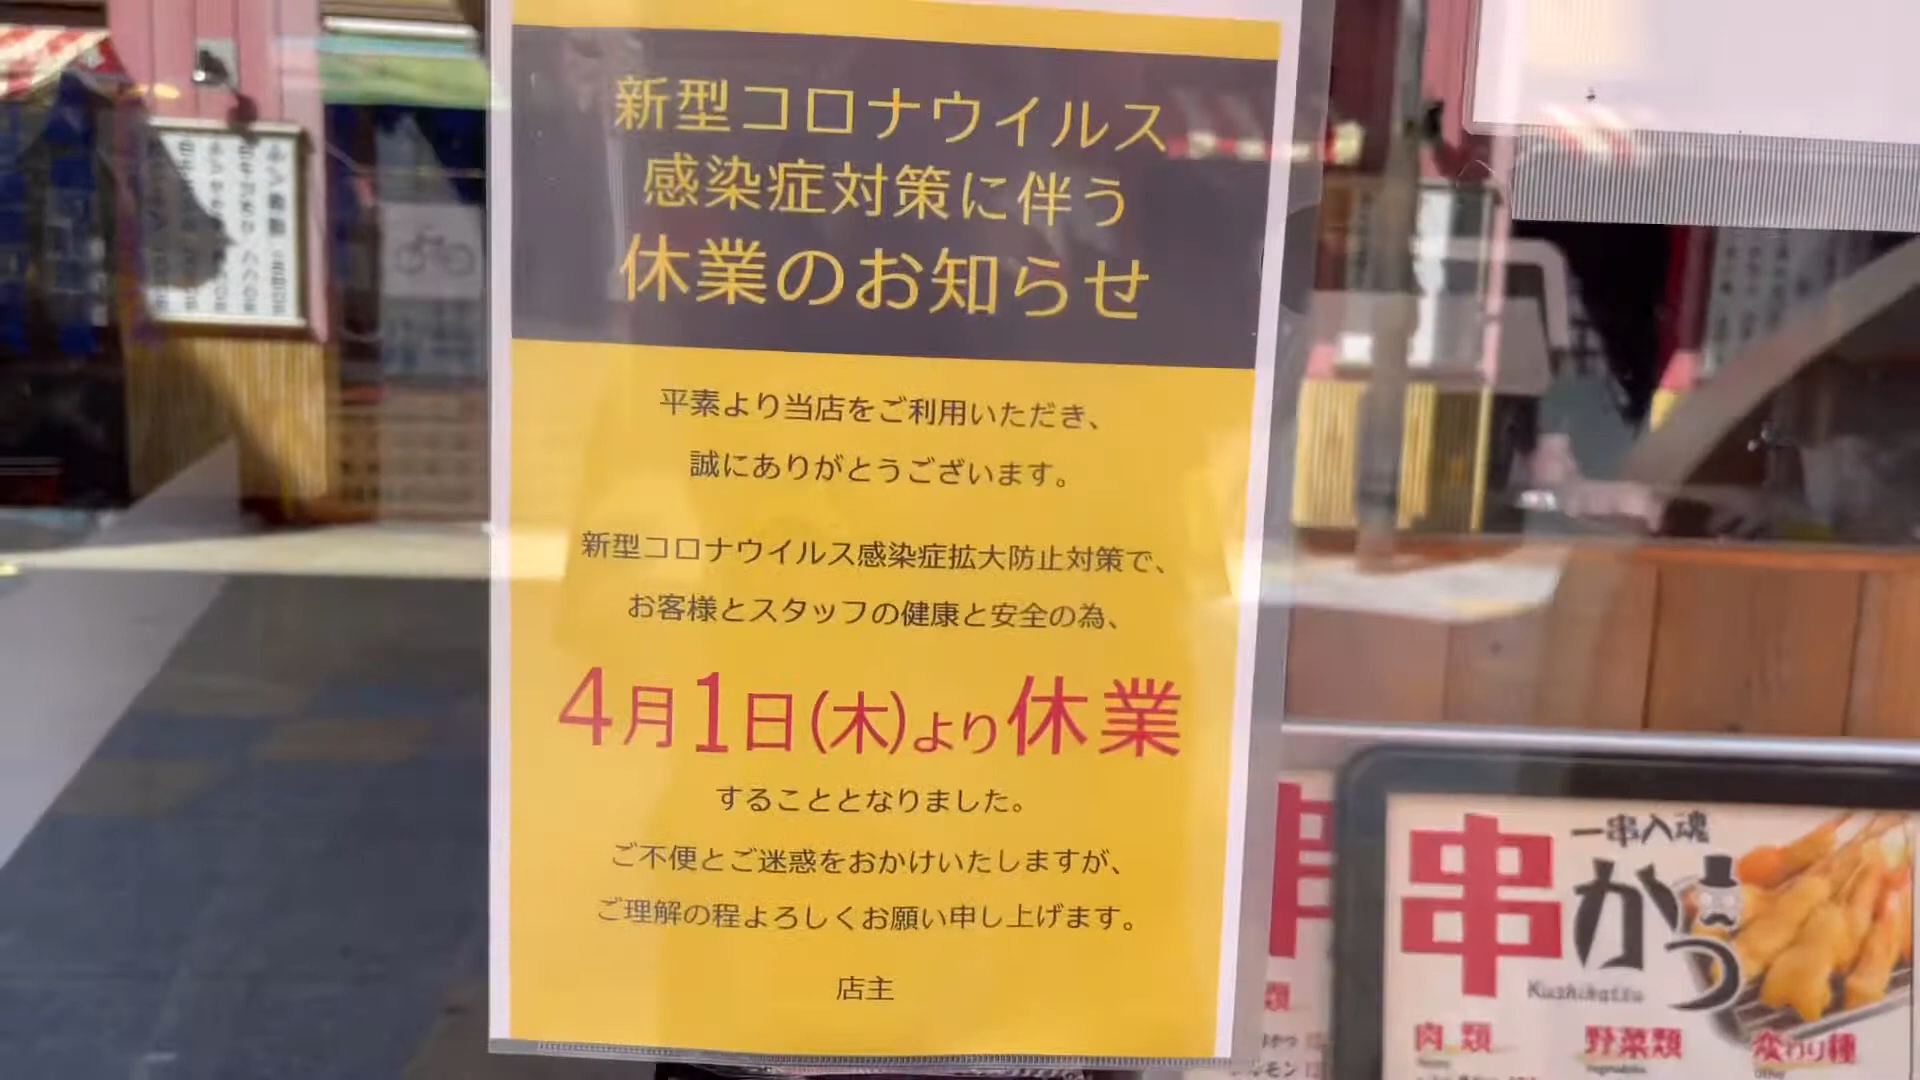 新型コロナウイルス
感染症対策に伴う
休業のお知らせ
平素より当店をご利用いただき、
誠にありがとうございます。
新型コロナウイルス感染症拡大防止対策で、
お客様とスタッフの健康と安全の為、
4月1日(木)より休業
することとなりました。
ご不便とご迷惑をおかけいたしますが、
ご理解の程よろしくお願い申し上げます。
店主
一串入魂
串かつ
Kushikatsu
肉類
野菜類
変わり種